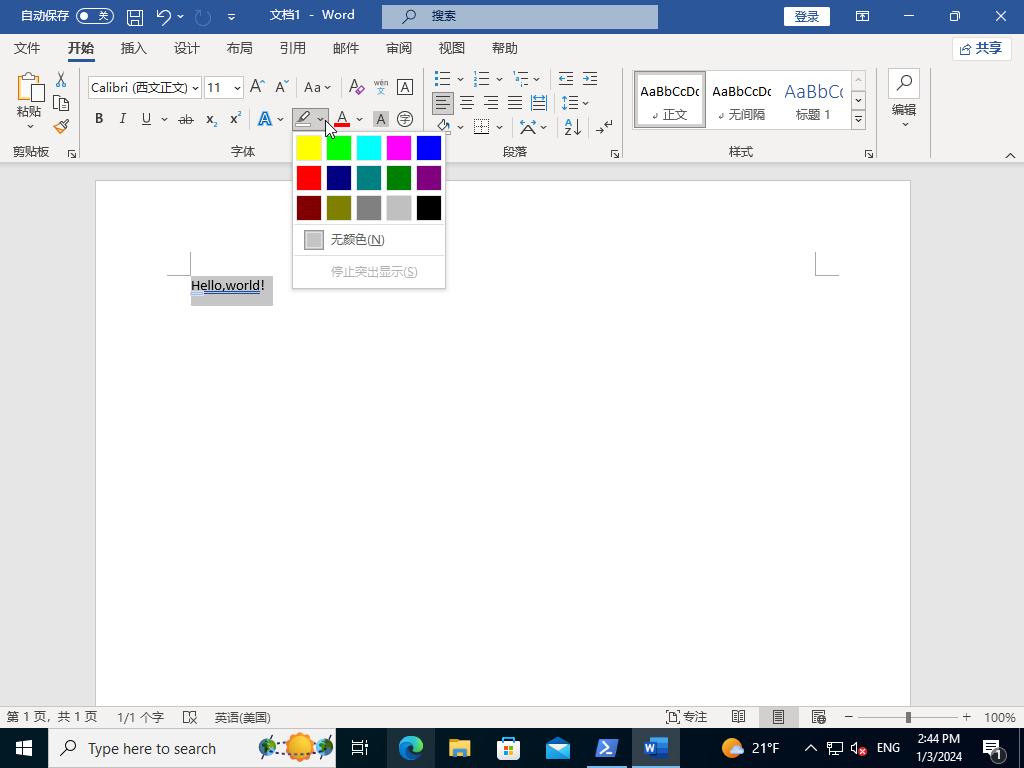 自动保存 关 文档1 - Word 搜索 登录
文件 开始 插入 设计 布局 引用 邮件 审阅 视图 帮助 共享
粘贴 Calibri (西文正文) 11 Aa wén 文 A AaBbCcDc AaBbCcDc AaBbCc
B I U ab x₂ x² A A A 字 正文 无间隔 标题 1 编辑
剪贴板 字体 段落 样式
无颜色(N)
停止突出显示(S)
Hello,world!
第 1 页，共 1 页 1/1 个字 英语(美国) 专注 100%
Type here to search 21°F ENG 2:44 PM
1/3/2024 1